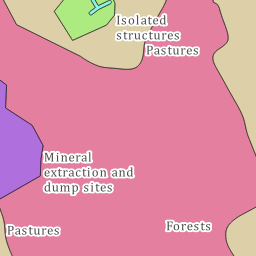 Isolated
structures
Pastures
Mineral
extraction and
dump sites
Pastures
Forests